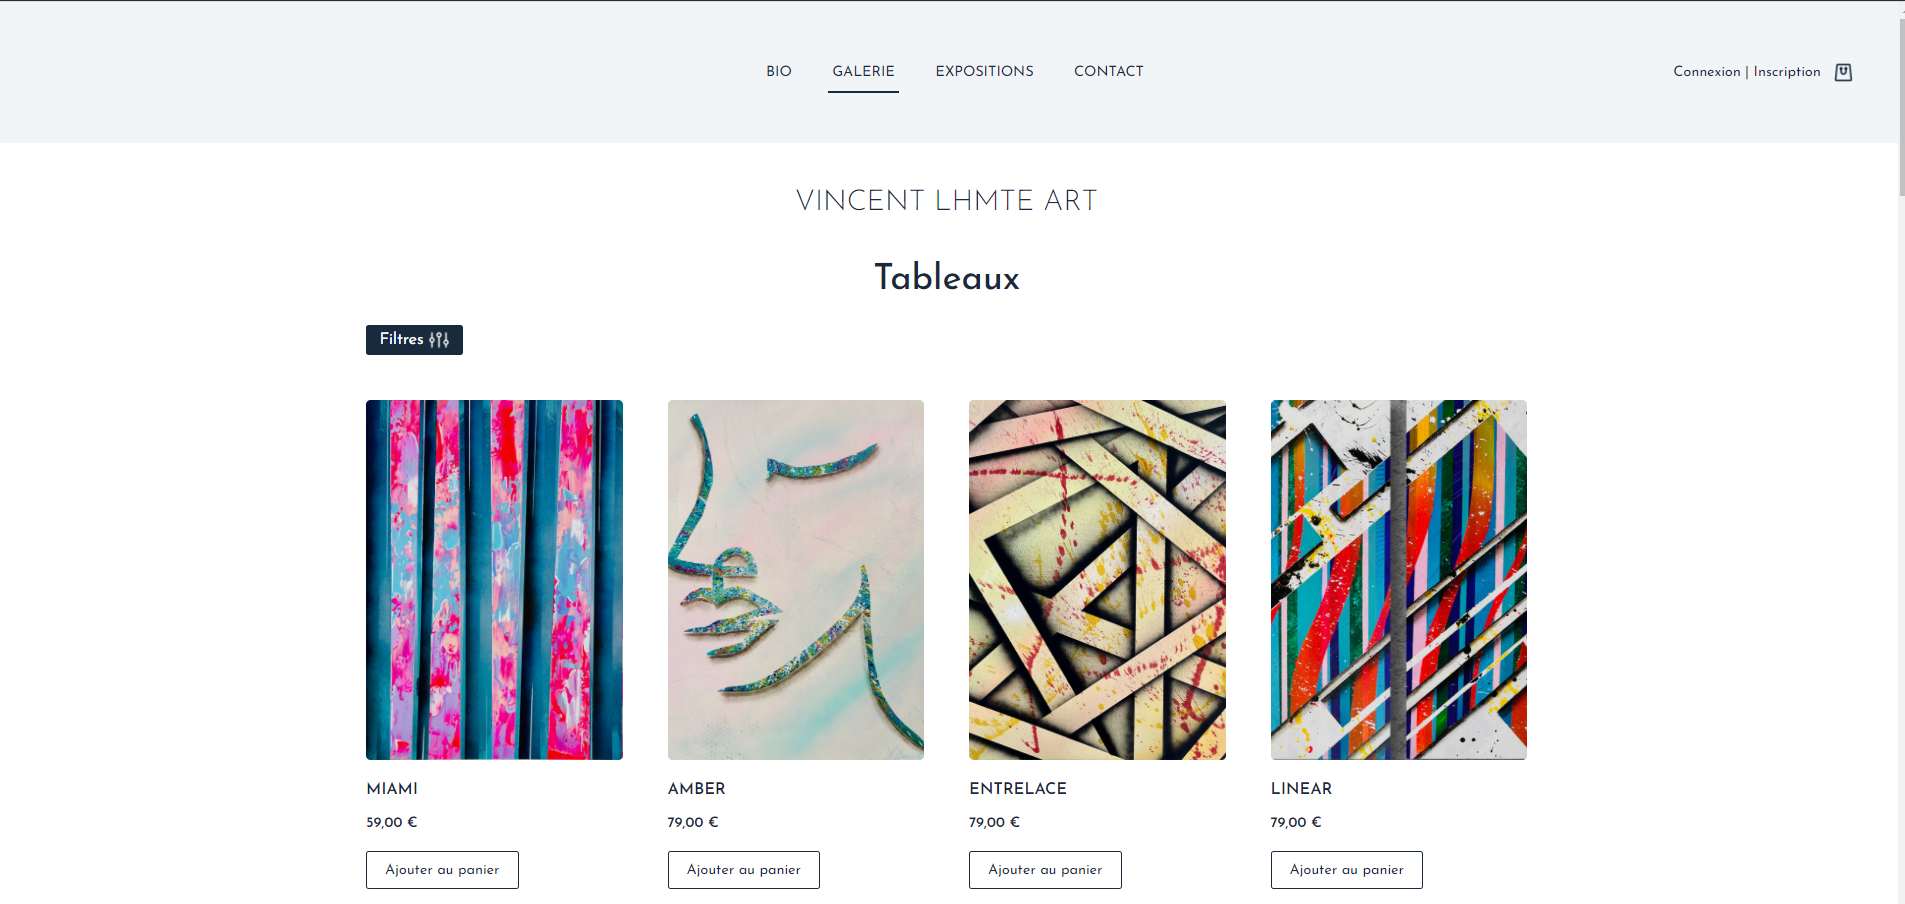 BIO GALERIE EXPOSITIONS CONTACT Connexion | Inscription
VINCENT LHMTE ART
Tableaux
Filtres
MIAMI AMBER ENTRELACE LINEAR
59,00 € 79,00 € 79,00 € 79,00 €
Ajouter au panier Ajouter au panier Ajouter au panier Ajouter au panier